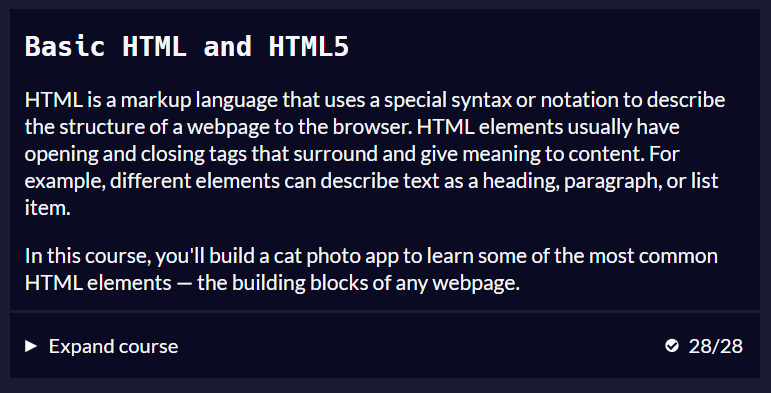 Basic HTML and HTML5
HTML is a markup language that uses a special syntax or notation to describe
the structure of a webpage to the browser. HTML elements usually have
opening and closing tags that surround and give meaning to content. For
example, different elements can describe text as a heading, paragraph, or list
item.
In this course, you'll build a cat photo app to learn some of the most common
HTML elements — the building blocks of any webpage.
Expand course 28/28